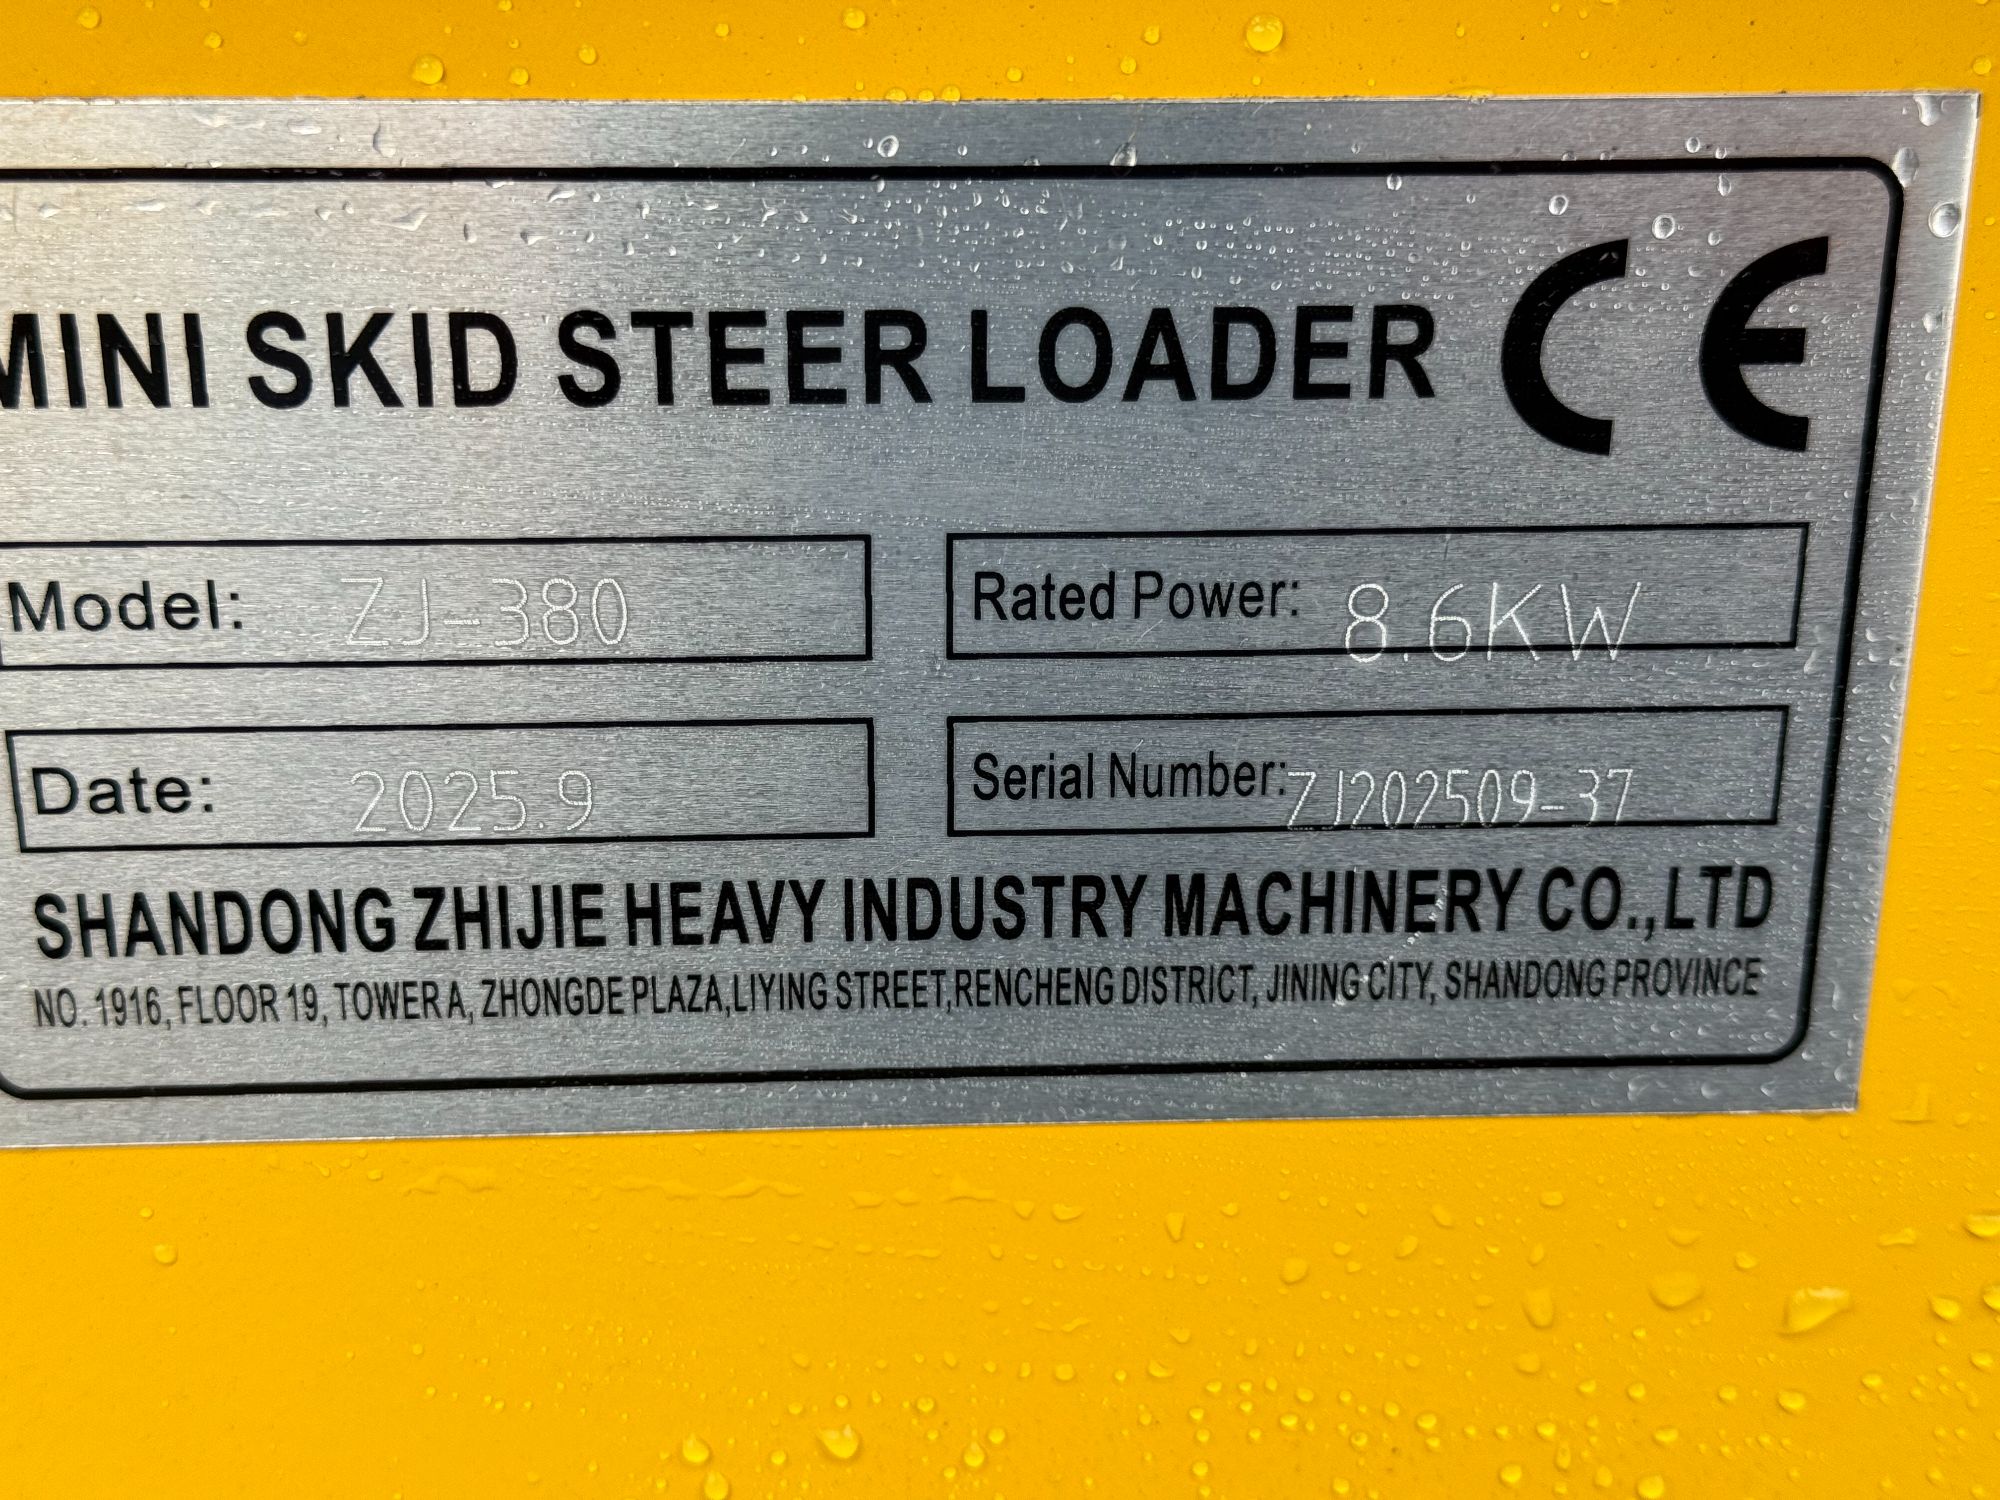 MINI SKID STEER LOADER CE
Model: ZJ-380
Rated Power: 8.6KW
Date: 2025.9
Serial Number: ZJ202509-37
SHANDONG ZHIJIE HEAVY INDUSTRY MACHINERY CO.,LTD
NO. 1916, FLOOR 19, TOWER A, ZHONGDE PLAZA,LIYING STREET,RENCHENG DISTRICT, JINING CITY, SHANDONG PROVINCE